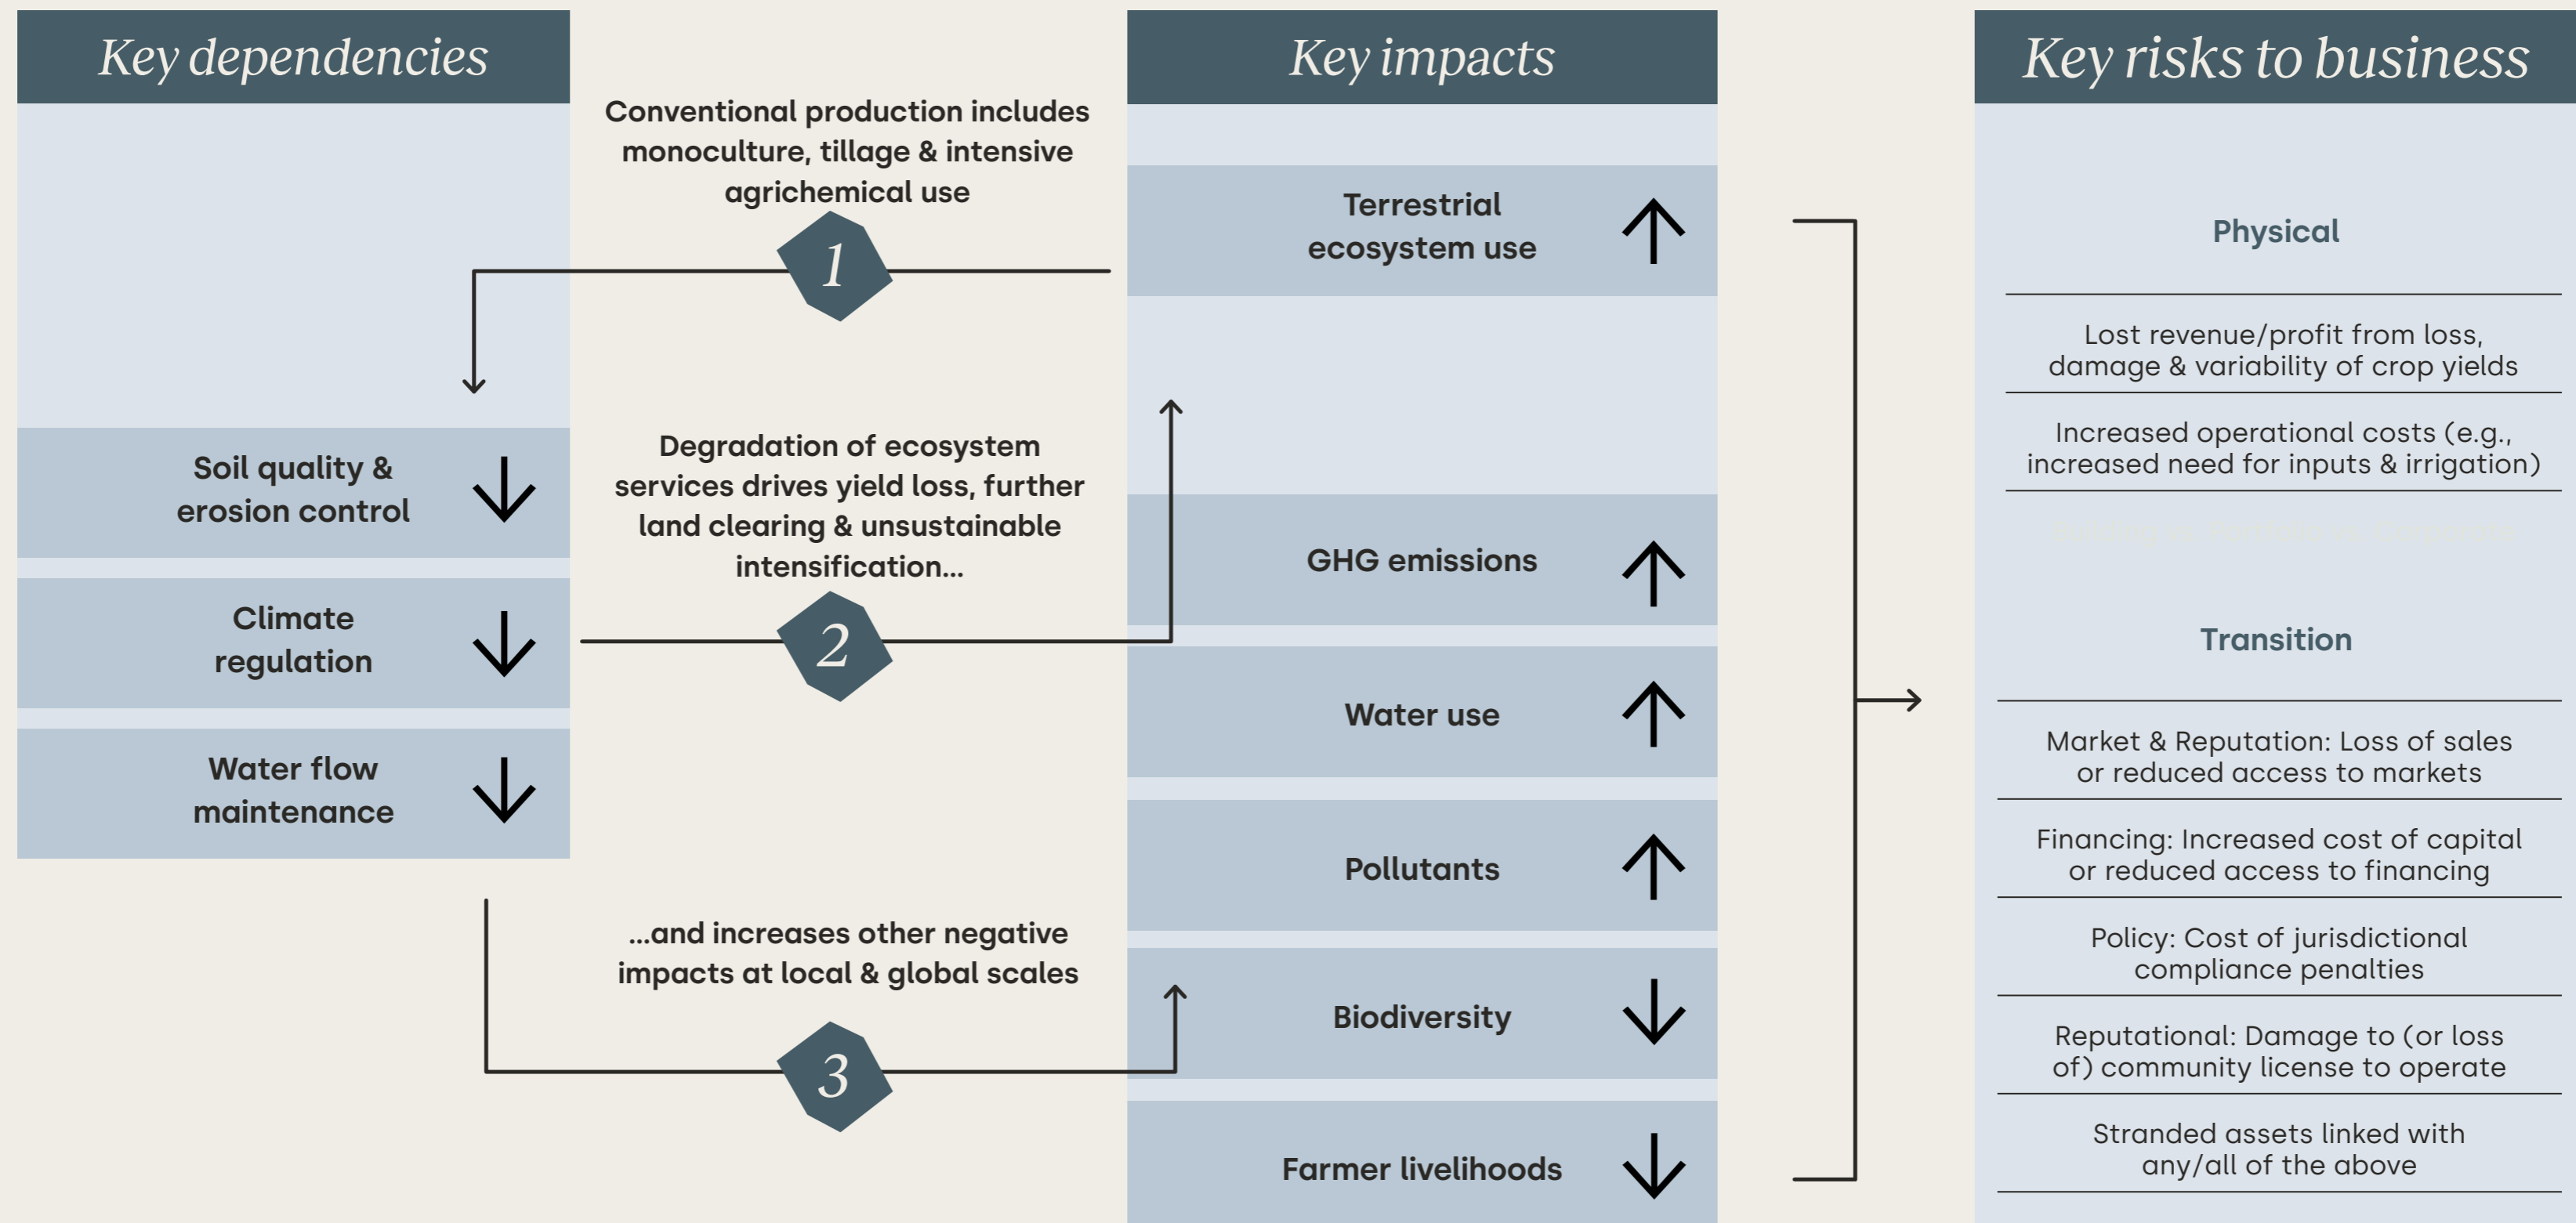 Key dependencies
Soil quality &
erosion control
Climate
regulation
Water flow
maintenance
Conventional production includes
monoculture, tillage & intensive
agrichemical use
1
Degradation of ecosystem
services drives yield loss, further
land clearing & unsustainable
intensification...
2
...and increases other negative
impacts at local & global scales
3
Key impacts
Terrestrial
ecosystem use
GHG emissions
Water use
Pollutants
Biodiversity
Farmer livelihoods
Key risks to business
Physical
Lost revenue/profit from loss,
damage & variability of crop yields
Increased operational costs (e.g.,
increased need for inputs & irrigation)
Transition
Market & Reputation: Loss of sales
or reduced access to markets
Financing: Increased cost of capital
or reduced access to financing
Policy: Cost of jurisdictional
compliance penalties
Reputational: Damage to (or loss
of) community license to operate
Stranded assets linked with
any/all of the above